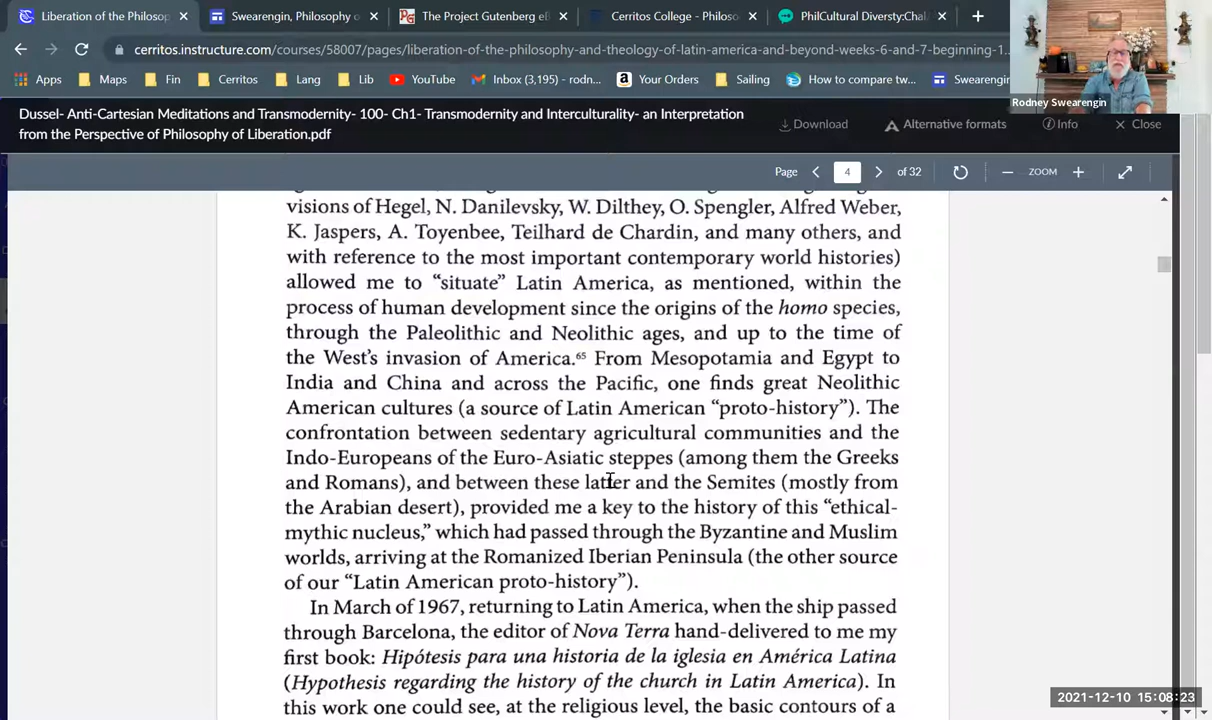 Liberation of the Philosop
Swearengin, Philosophy o
The Project Gutenberg eB
Cerritos College - Philoso
PhilCultural Diversty:Chal
cerritos.instructure.com/courses/58007/pages/liberation-of-the-philosophy-and-theology-of-latin-america-and-beyond-weeks-6-and-7-beginning-1...
Apps Maps Fin Cerritos Lang Lib YouTube Inbox (3,195) - rodn... Your Orders Sailing How to compare tw... Swearengin
Rodney Swearengin
Dussel- Anti-Cartesian Meditations and Transmodernity- 100- Ch1- Transmodernity and Interculturality- an Interpretation
from the Perspective of Philosophy of Liberation.pdf
Download Alternative formats Info Close
Page 4 of 32 ZOOM
visions of Hegel, N. Danilevsky, W. Dilthey, O. Spengler, Alfred Weber,
K. Jaspers, A. Toyenbee, Teilhard de Chardin, and many others, and
with reference to the most important contemporary world histories)
allowed me to “situate” Latin America, as mentioned, within the
process of human development since the origins of the homo species,
through the Paleolithic and Neolithic ages, and up to the time of
the West’s invasion of America.65 From Mesopotamia and Egypt to
India and China and across the Pacific, one finds great Neolithic
American cultures (a source of Latin American “proto-history”). The
confrontation between sedentary agricultural communities and the
Indo-Europeans of the Euro-Asiatic steppes (among them the Greeks
and Romans), and between these latter and the Semites (mostly from
the Arabian desert), provided me a key to the history of this “ethical-
mythic nucleus,” which had passed through the Byzantine and Muslim
worlds, arriving at the Romanized Iberian Peninsula (the other source
of our “Latin American proto-history”).
In March of 1967, returning to Latin America, when the ship passed
through Barcelona, the editor of Nova Terra hand-delivered to me my
first book: Hipótesis para una historia de la iglesia en América Latina
(Hypothesis regarding the history of the church in Latin America). In
this work one could see, at the religious level, the basic contours of a
2021-12-10 15:08:23